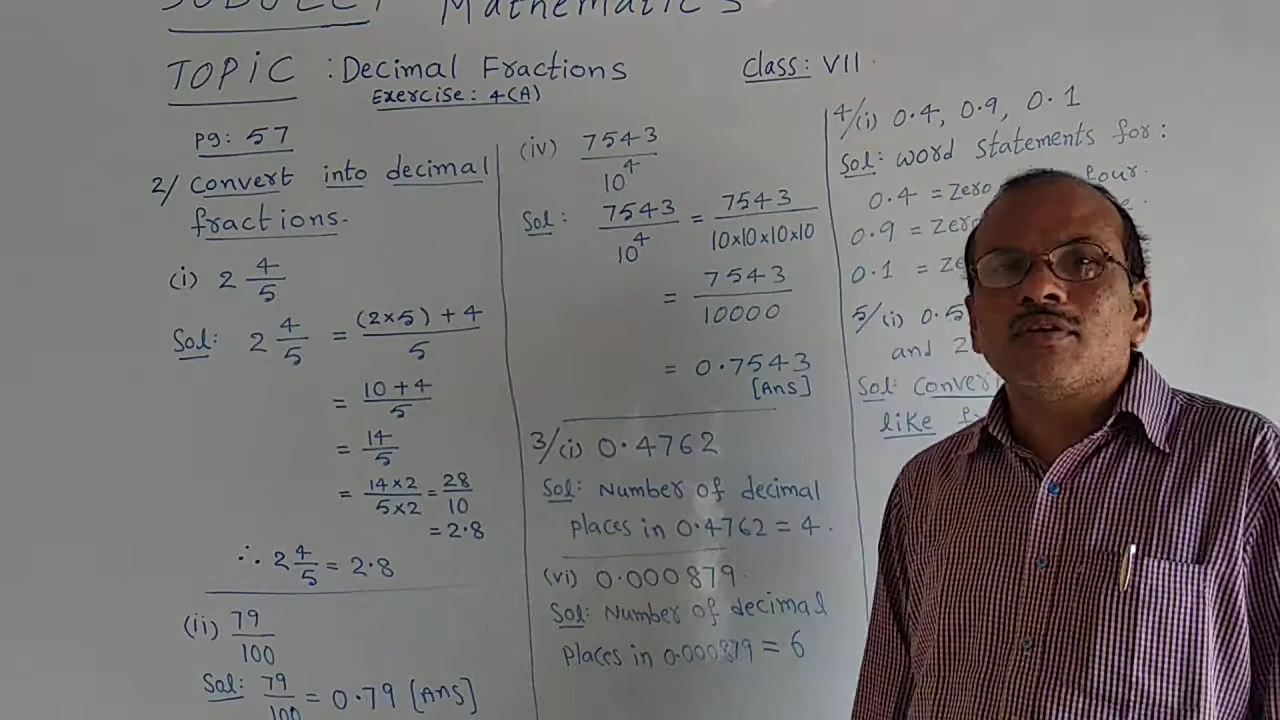 SUBJECT Mathematics
TOPIC : Decimal Fractions
Class: VII.
Exercise: 4(A)
Pg: 57
2/ Convert into decimal
fractions.
(i) 2 4/5
Sol: 2 4/5 = (2×5)+4/5
= 10+4/5
= 14/5
= 14×2/5×2 = 28/10
= 2.8
∴ 2 4/5 = 2.8
(ii) 79/100
Sol: 79/100 = 0.79 [Ans]
(iv) 7543/10^4
Sol: 7543/10^4 = 7543/10×10×10×10
= 7543/10000
= 0.7543
[Ans]
3/(i) 0.4762
Sol: Number of decimal
places in 0.4762 = 4.
(vi) 0.000879.
Sol: Number of decimal
places in 0.000879 = 6
4/(i) 0.4, 0.9, 0.1
Sol: word statements for:
0.4 = Zero four.
0.9 = Zero
0.1 =
5/(i) 0.5
and 2
Sol: Convert
like